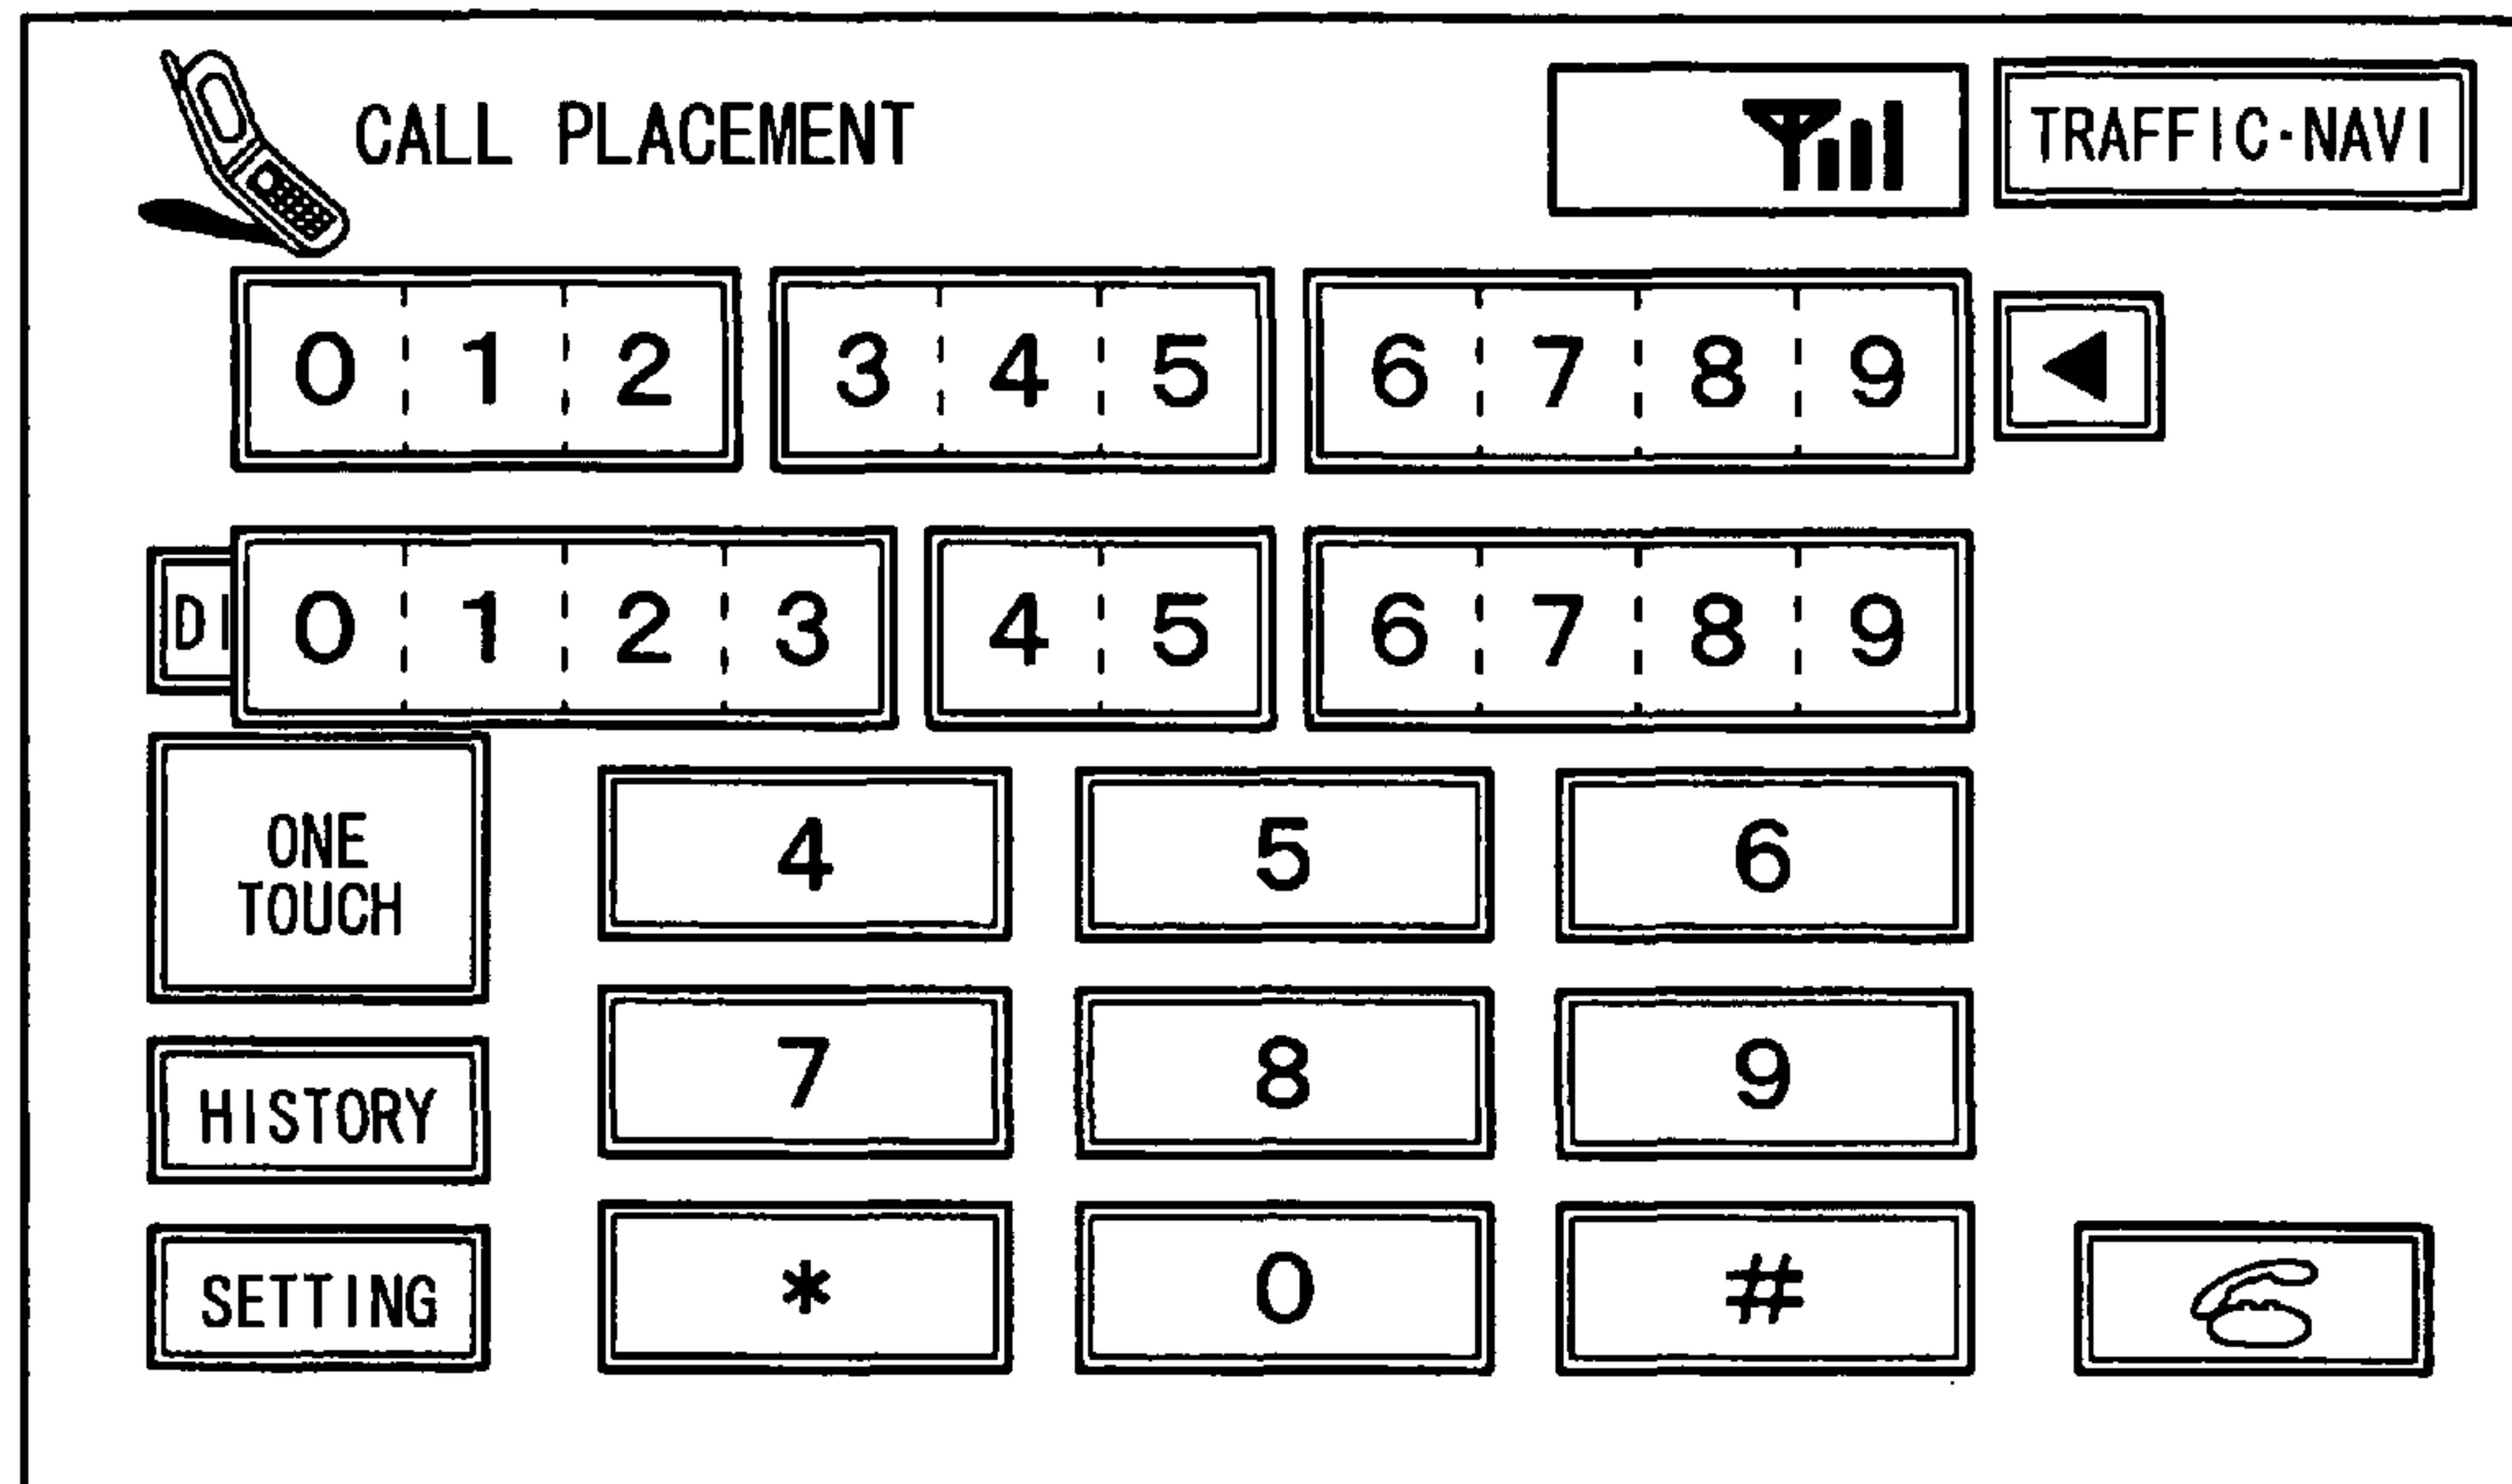 CALL PLACEMENT
TRAFFIC·NAVI
0 1 2 3 4 5 6 7 8 9
DI 0 1 2 3 4 5 6 7 8 9
ONE
TOUCH
4 5 6
HISTORY
7 8 9
SETTING
* 0 #